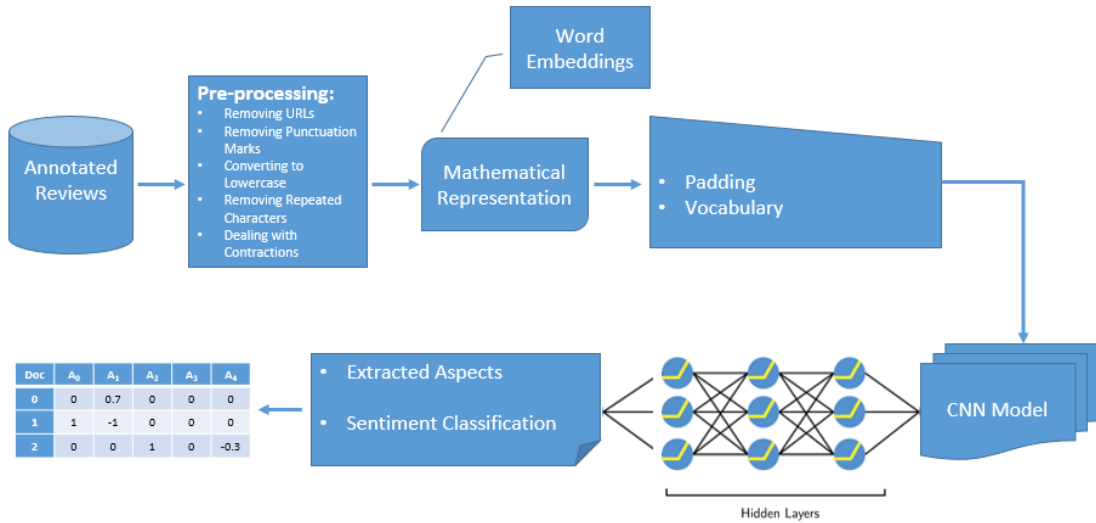 Word
Embeddings
Pre-processing:
• Removing URLs
• Removing Punctuation
Marks
• Converting to
Lowercase
• Removing Repeated
Characters
• Dealing with
Contractions
Annotated
Reviews
Mathematical
Representation
• Padding
• Vocabulary
Doc A0 A1 A2 A3 A4
0 0 0.7 0 0 0
1 1 -1 0 0 0
2 0 0 1 0 -0.3
• Extracted Aspects
• Sentiment Classification
CNN Model
Hidden Layers